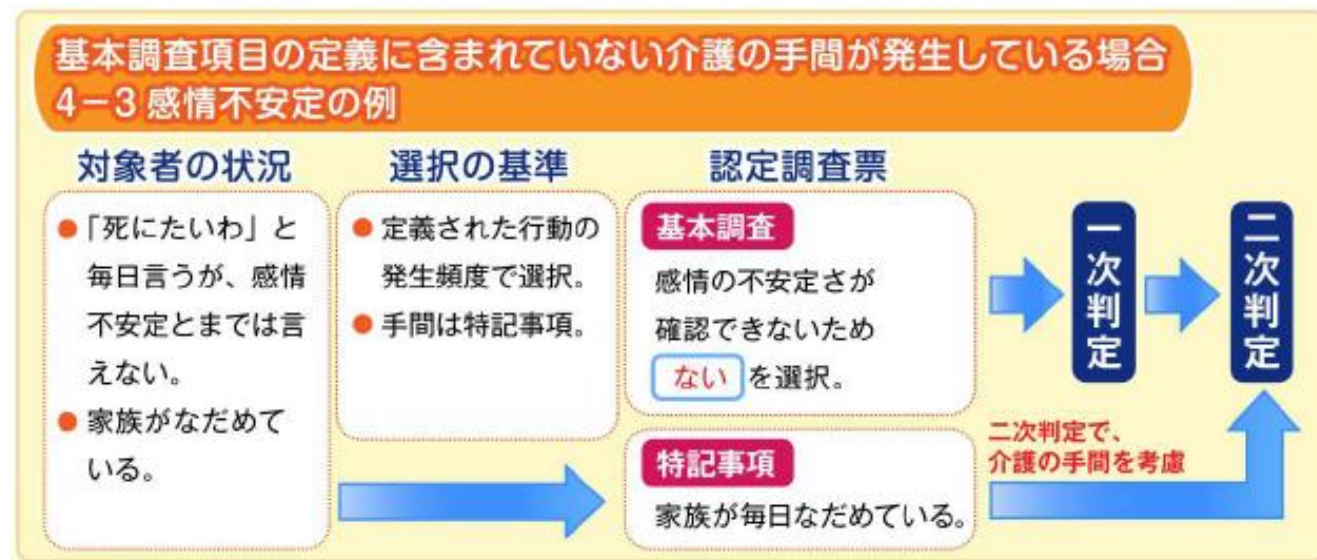 基本調査項目の定義に含まれていない介護の手間が発生している場合
4－3 感情不安定の例
対象者の状況
●「死にたいわ」と
毎日言うが、感情
不安定とまでは言
えない。
● 家族がなだめて
いる。
選択の基準
● 定義された行動の
発生頻度で選択。
● 手間は特記事項。
認定調査票
基本調査
感情の不安定さが
確認できないため
ない を選択。
特記事項
家族が毎日なだめている。
一次判定
二次判定
二次判定で、
介護の手間を考慮